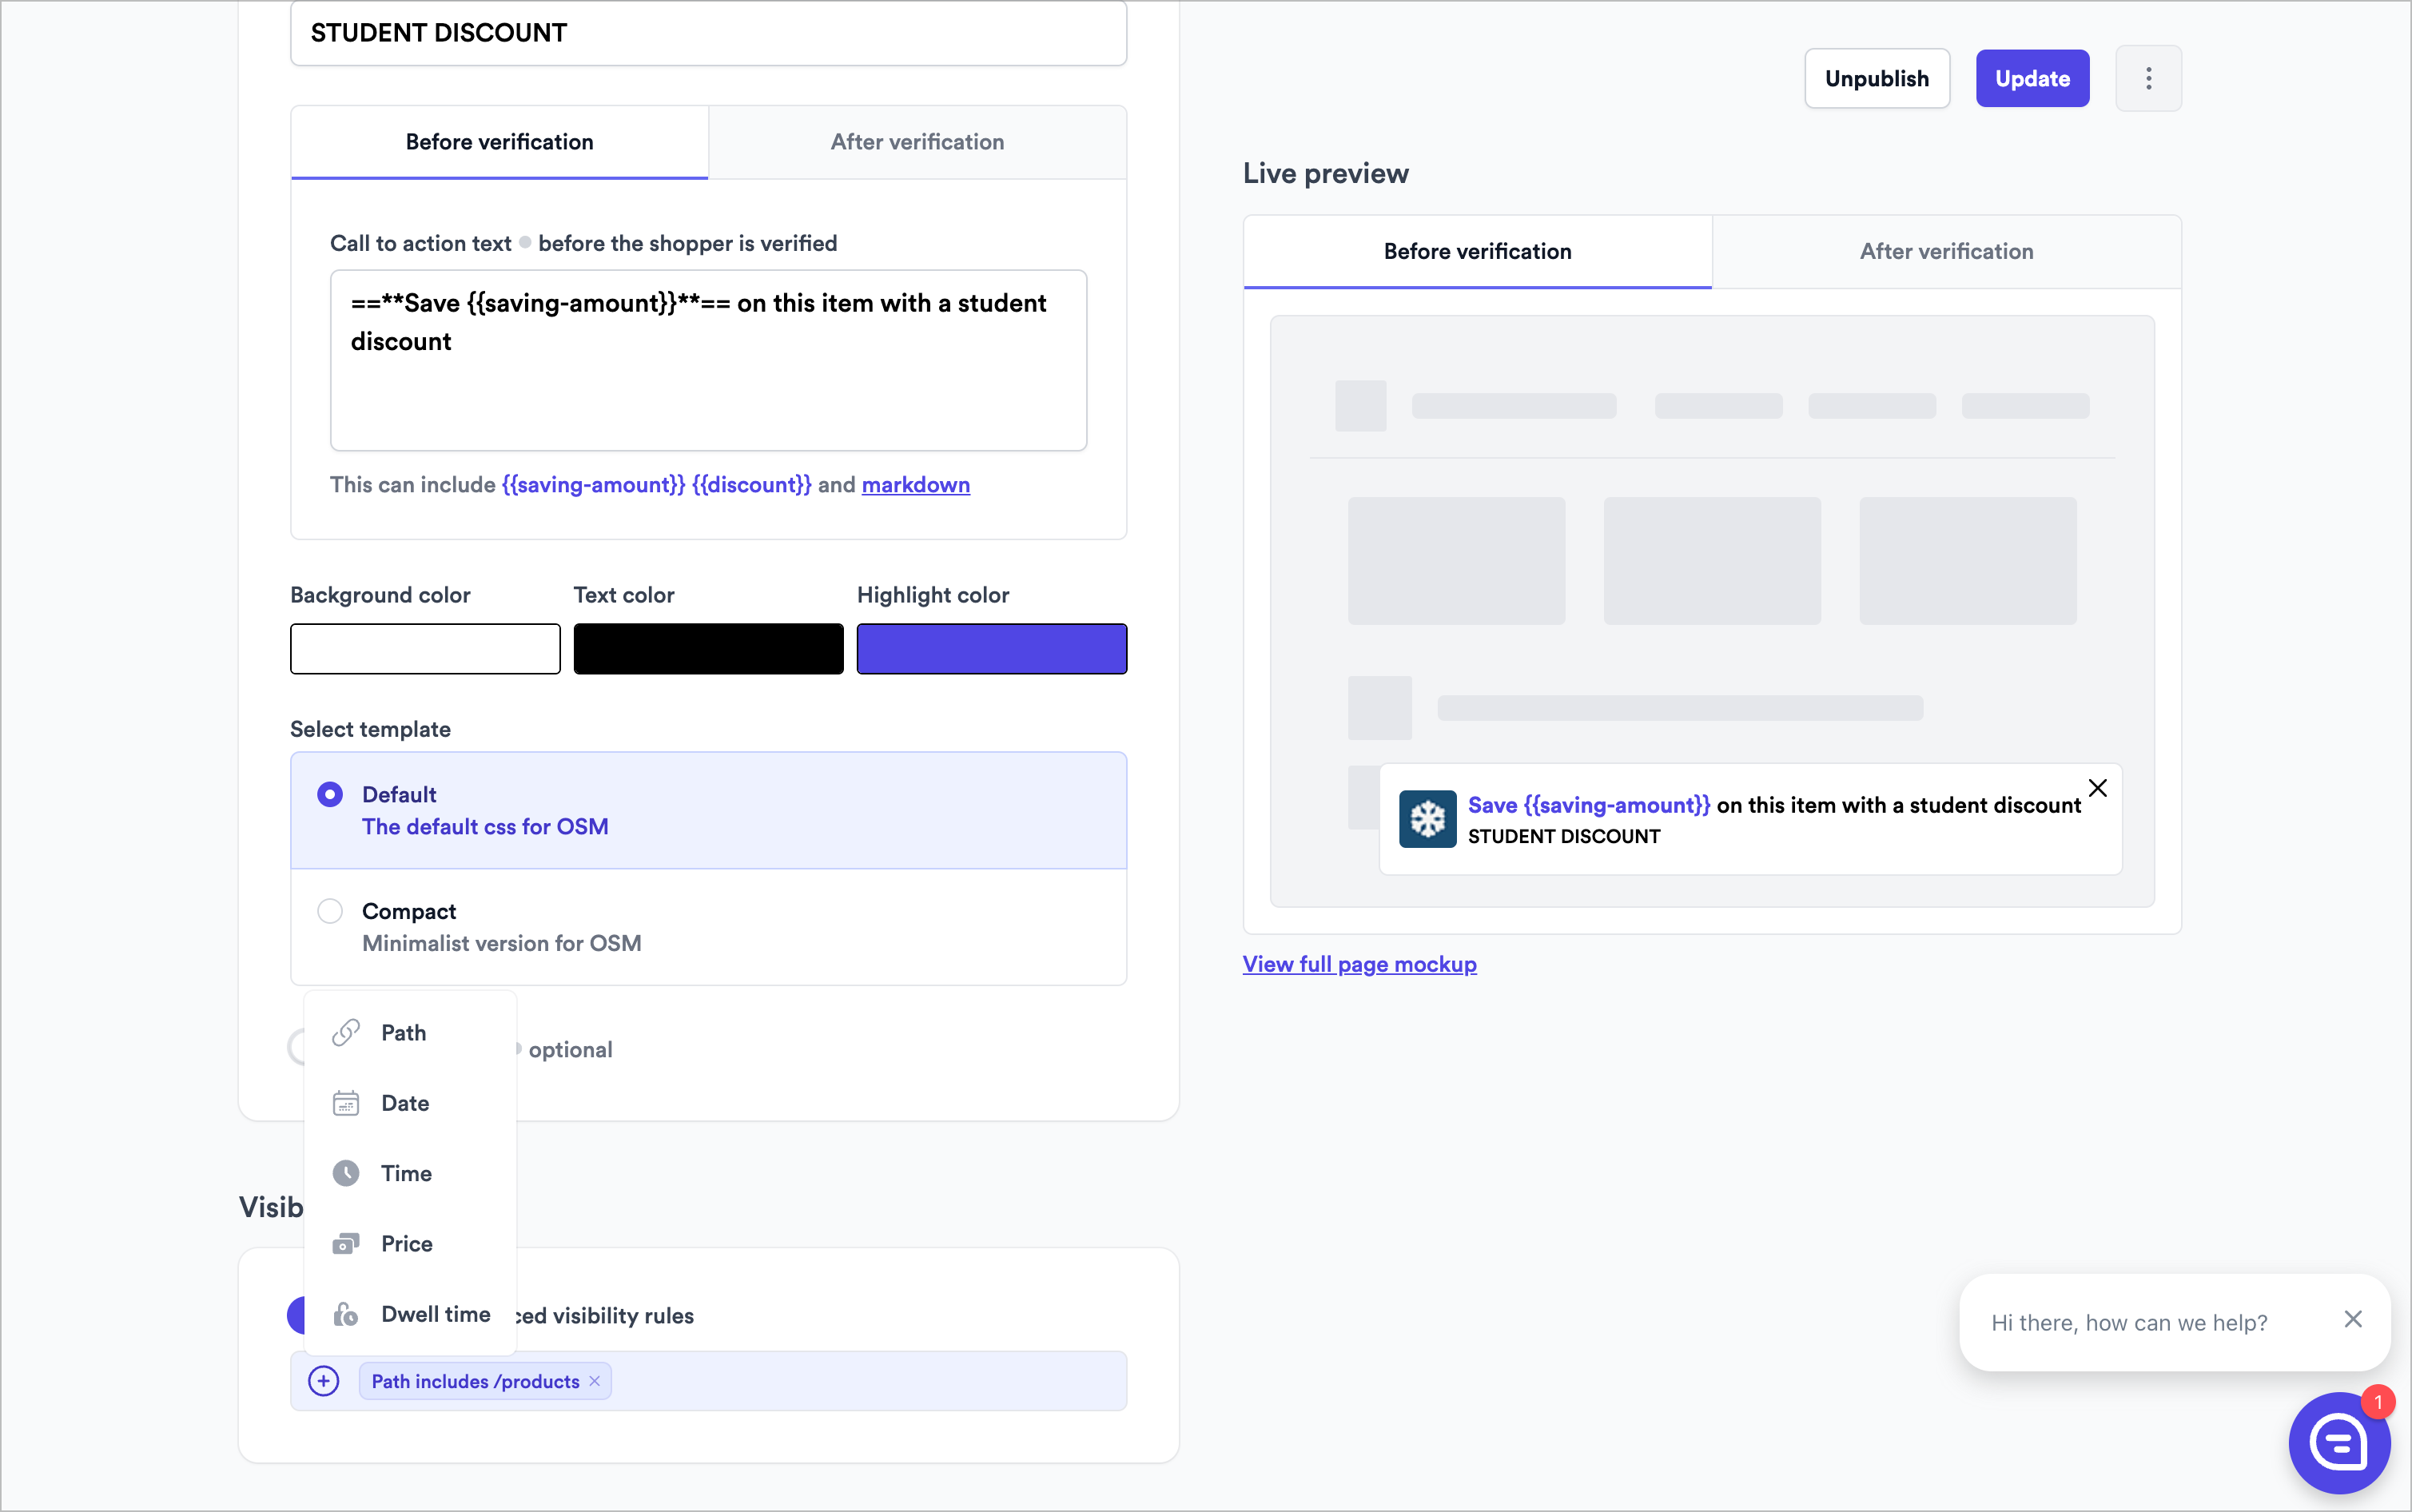 STUDENT DISCOUNT
Before verification
After verification
Call to action text before the shopper is verified
==**Save {{saving-amount}}**== on this item with a student
discount
This can include {{saving-amount}} {{discount}} and markdown
Background color
Text color
Highlight color
Select template
Default
The default css for OSM
Compact
Minimalist version for OSM
optional
Path
Date
Time
Price
Dwell time
Visib
ced visibility rules
Path includes /products
Unpublish
Update
Live preview
Before verification
After verification
Save {{saving-amount}} on this item with a student discount
STUDENT DISCOUNT
View full page mockup
Hi there, how can we help?
1